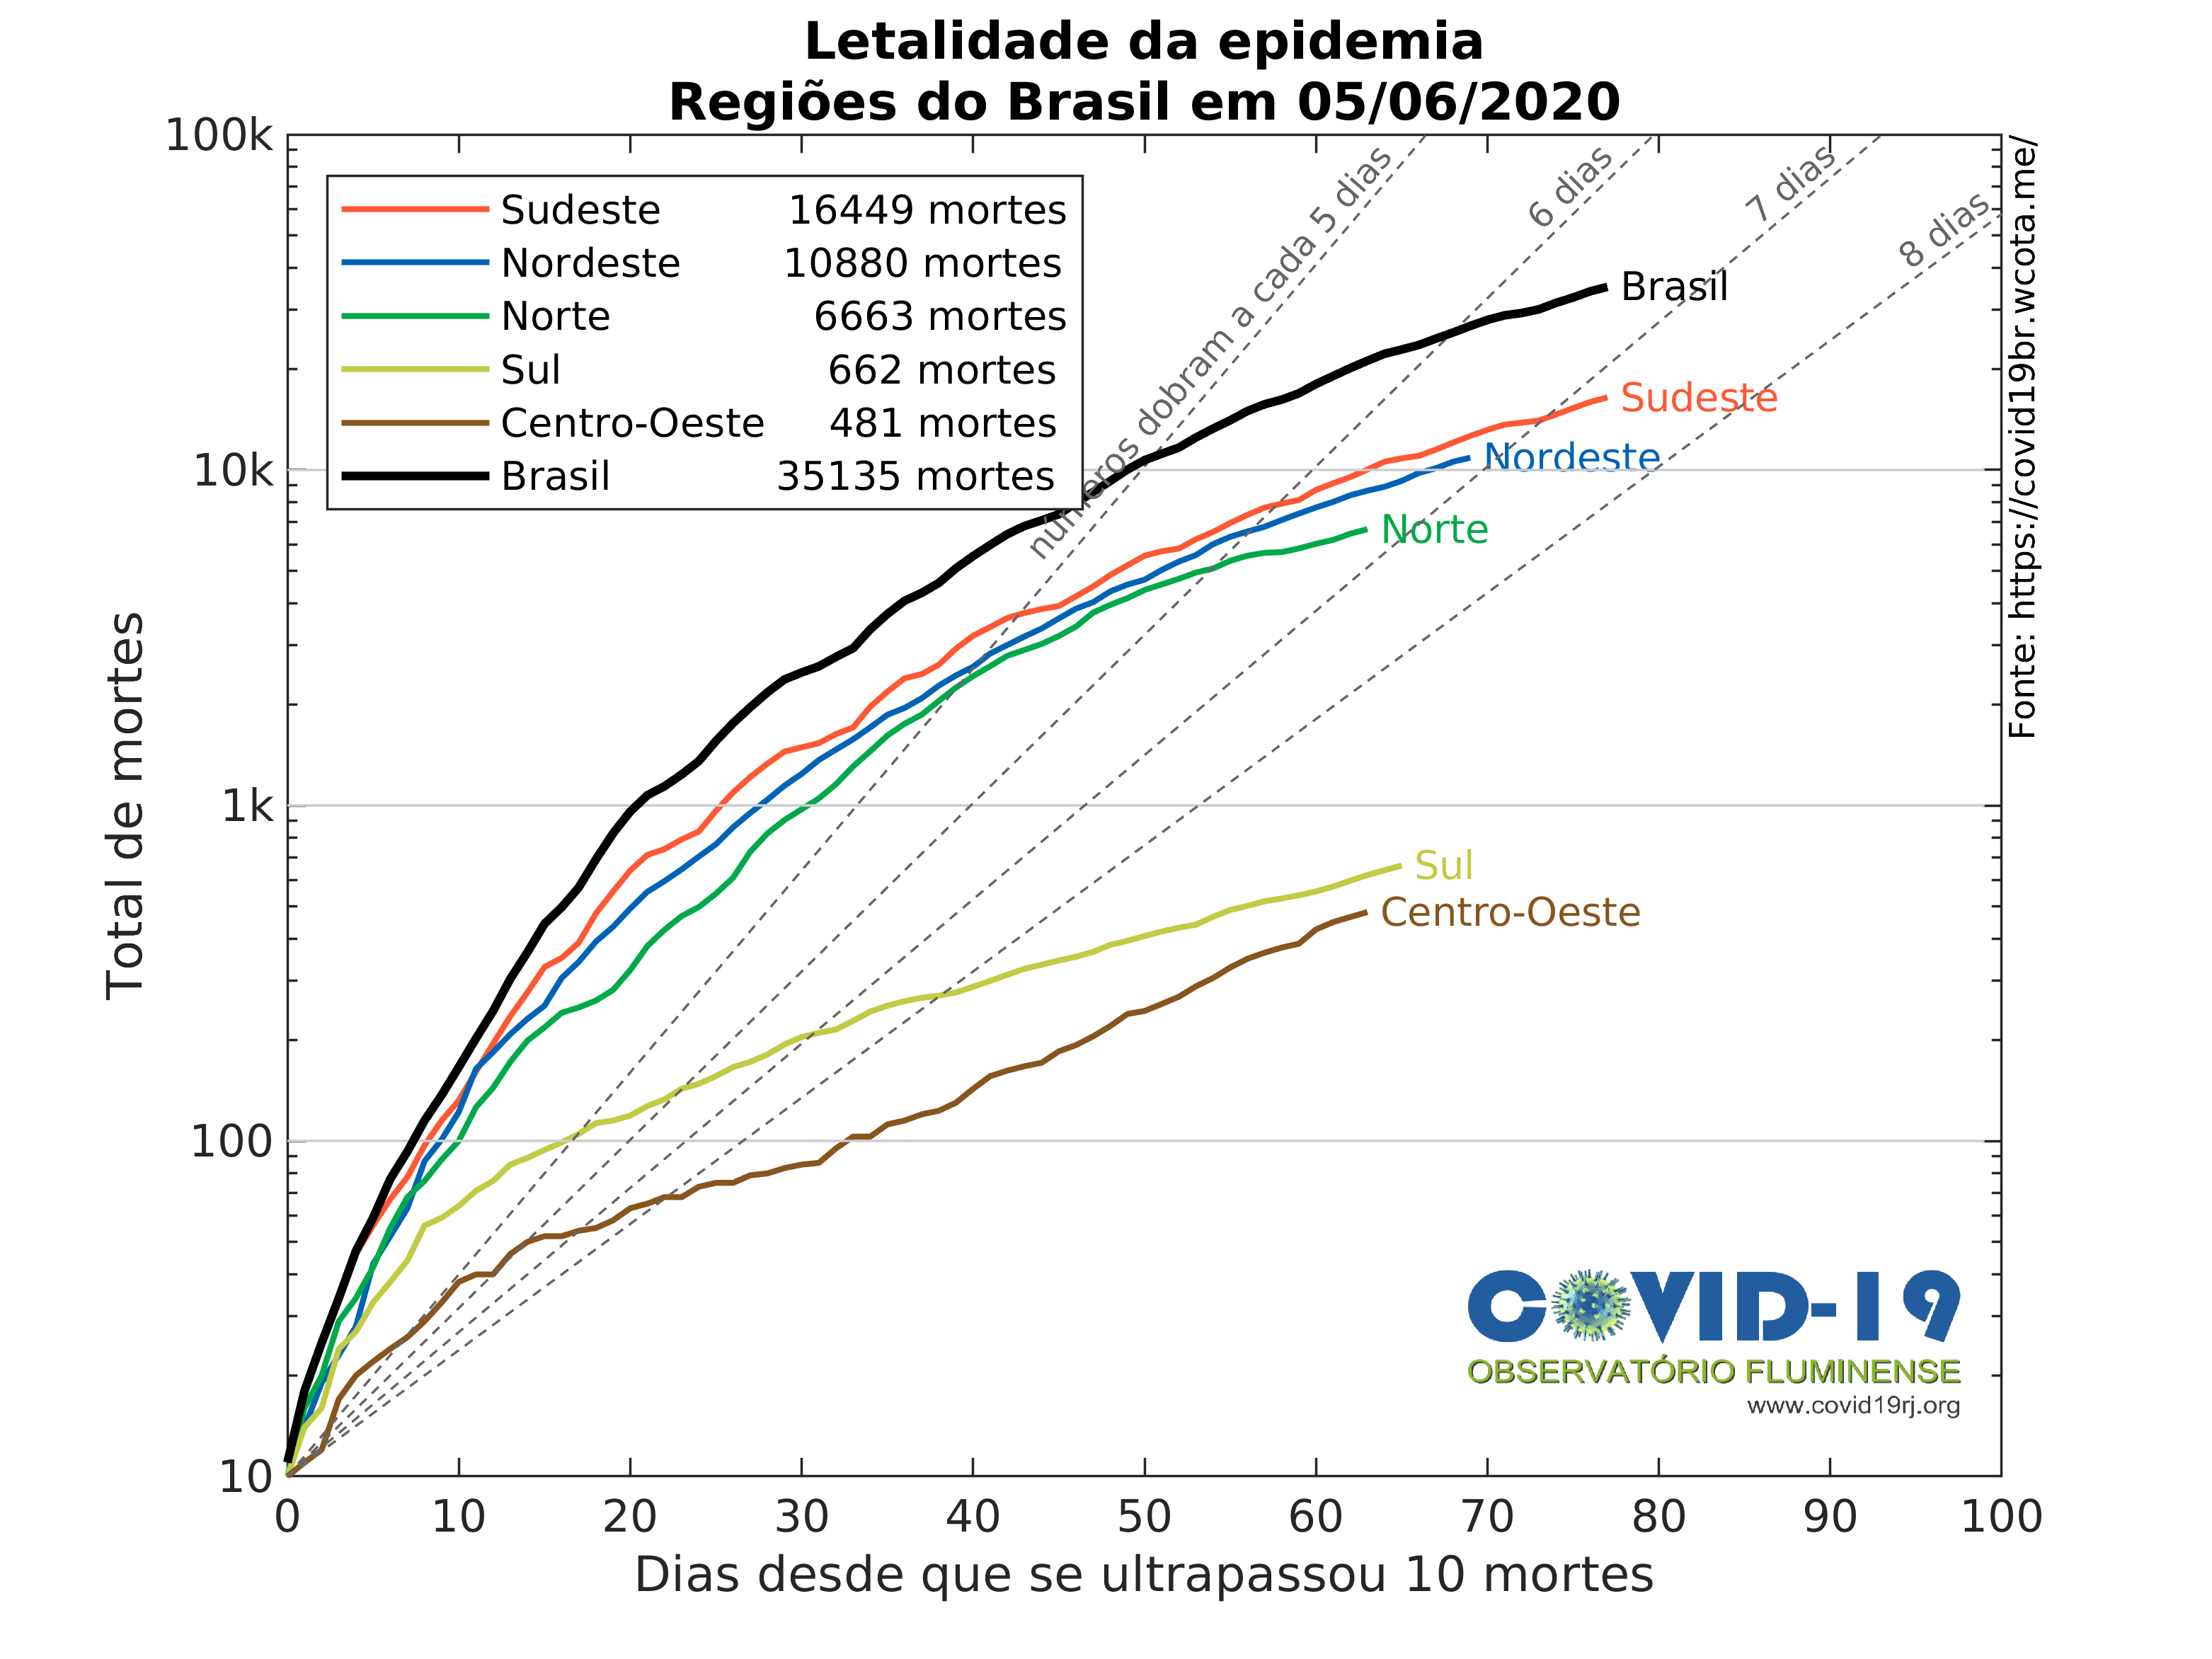 Letalidade da epidemia
Regiões do Brasil em 05/06/2020
100k
10k
1k
100
10
Total de mortes
Sudeste 16449 mortes
Nordeste 10880 mortes
Norte 6663 mortes
Sul 662 mortes
Centro-Oeste 481 mortes
Brasil 35135 mortes
números dobram a cada 5 dias
6 dias
7 dias
8 dias
Brasil
Sudeste
Nordeste
Norte
Sul
Centro-Oeste
Fonte: https://covid19br.wcota.me/
COVID-19
OBSERVATÓRIO FLUMINENSE
www.covid19rj.org
0 10 20 30 40 50 60 70 80 90 100
Dias desde que se ultrapassou 10 mortes